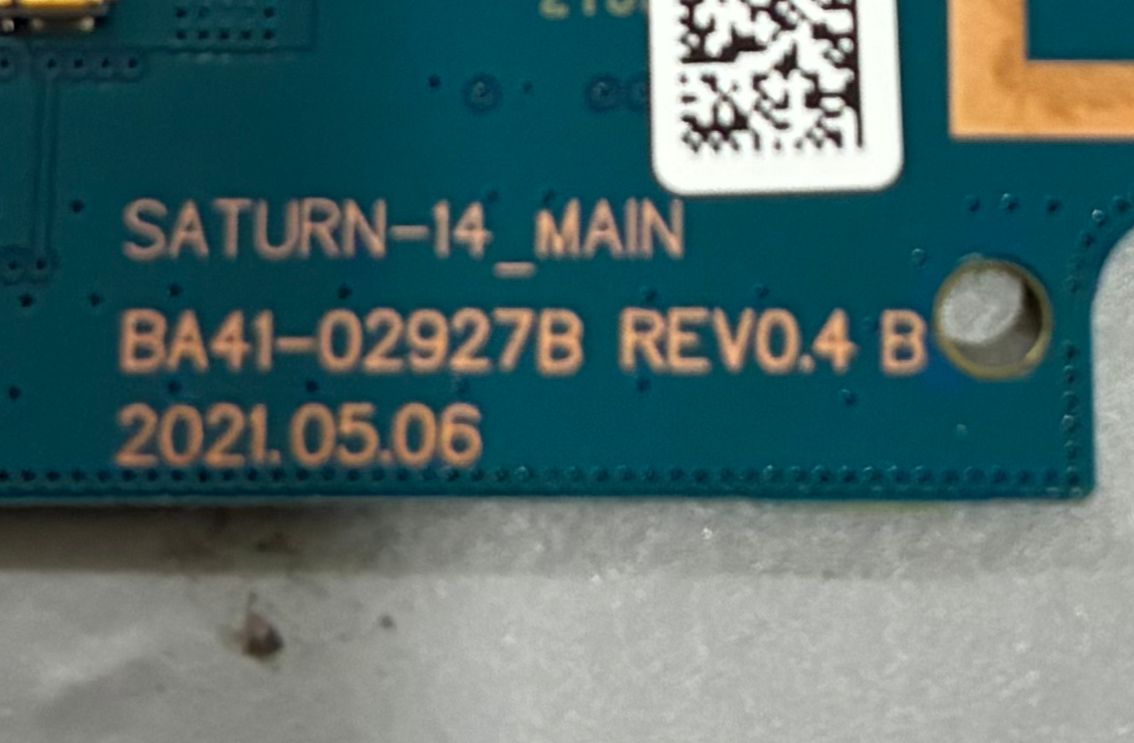 SATURN-14_MAIN
BA41-02927B REV0.4 B
2021.05.06